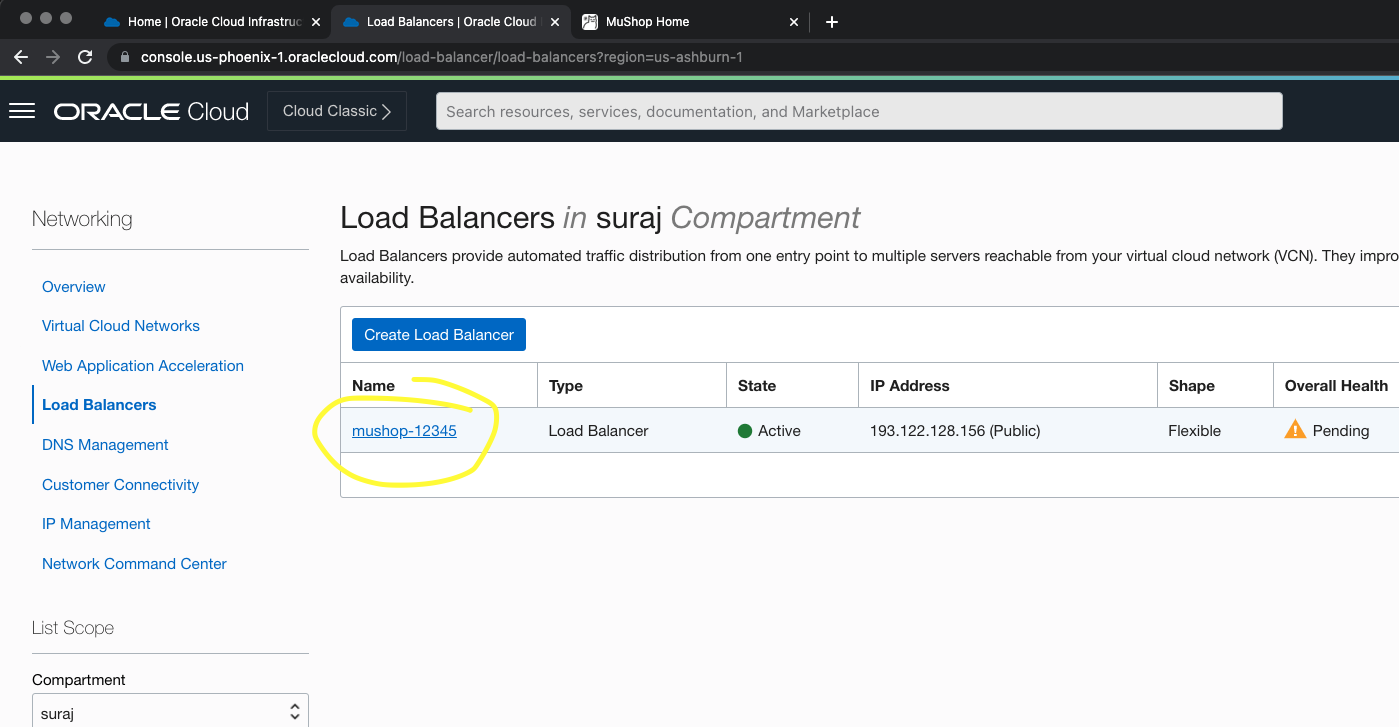 Home | Oracle Cloud Infrastruc
Load Balancers | Oracle Cloud
MuShop Home
console.us-phoenix-1.oraclecloud.com/load-balancer/load-balancers?region=us-ashburn-1
ORACLE Cloud
Cloud Classic
Search resources, services, documentation, and Marketplace
Networking
Overview
Virtual Cloud Networks
Web Application Acceleration
Load Balancers
DNS Management
Customer Connectivity
IP Management
Network Command Center
List Scope
Compartment
suraj
Load Balancers in suraj Compartment
Load Balancers provide automated traffic distribution from one entry point to multiple servers reachable from your virtual cloud network (VCN). They impro
availability.
Create Load Balancer
Name Type State IP Address Shape Overall Health
mushop-12345 Load Balancer Active 193.122.128.156 (Public) Flexible Pending